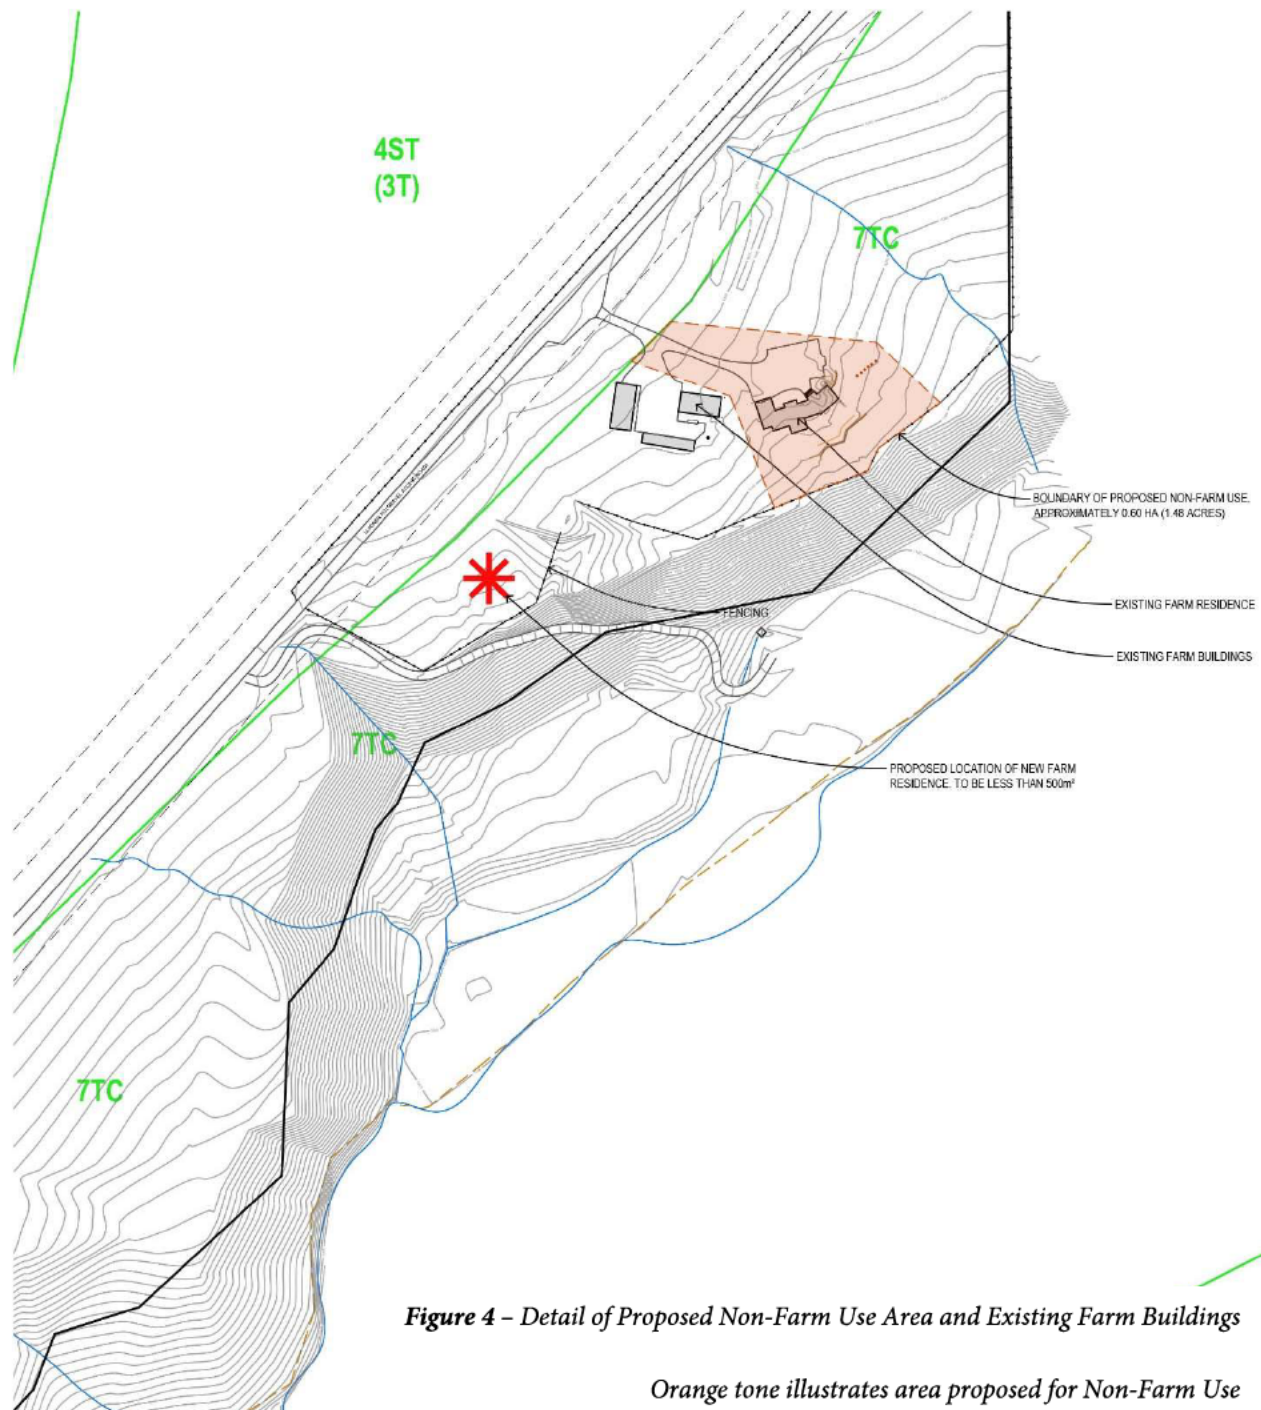 4ST
(3T)
7TC
BOUNDARY OF PROPOSED NON-FARM USE.
APPROXIMATELY 0.60 HA (1.48 ACRES)
EXISTING FARM RESIDENCE
FENCING
EXISTING FARM BUILDINGS
7TC
PROPOSED LOCATION OF NEW FARM
RESIDENCE. TO BE LESS THAN 500m²
7TC
Figure 4 – Detail of Proposed Non-Farm Use Area and Existing Farm Buildings
Orange tone illustrates area proposed for Non-Farm Use